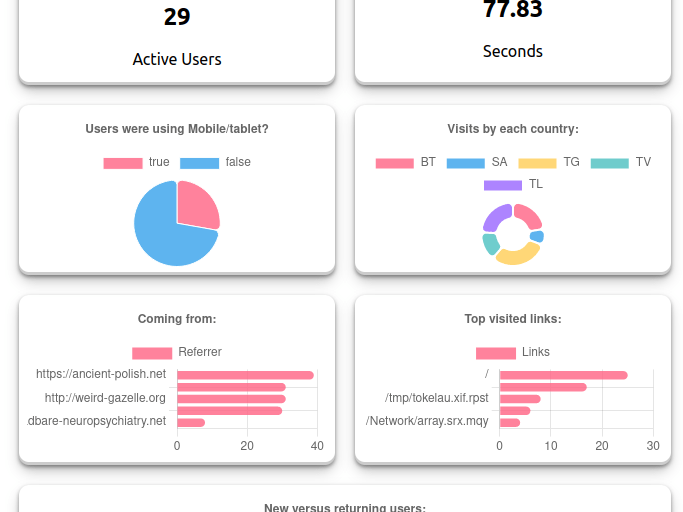 29
Active Users
77.83
Seconds
Users were using Mobile/tablet?
true false
Visits by each country:
BT SA TG TV
TL
Coming from:
Referrer
https://ancient-polish.net
http://weird-gazelle.org
dbare-neuropsychiatry.net
0 20 40
Top visited links:
Links
/
/tmp/tokelau.xif.rpst
/Network/array.srx.mqy
0 10 20 30
New versus returning users: